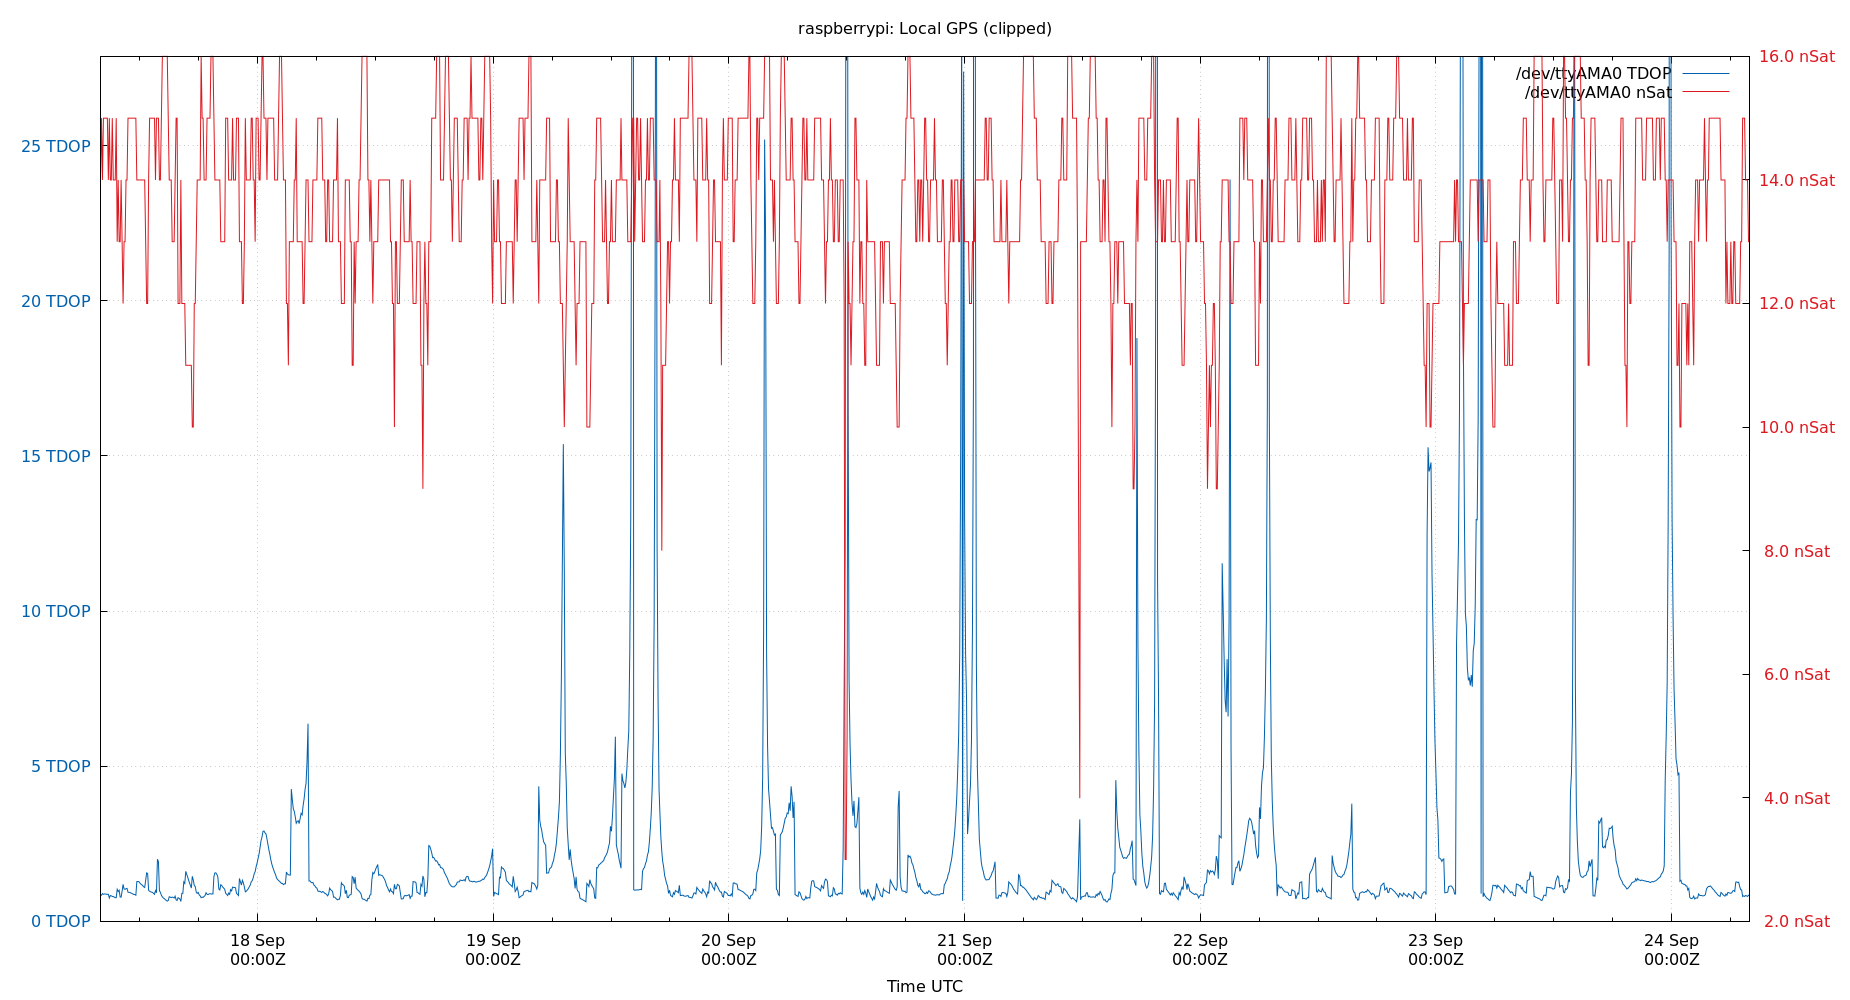 raspberrypi: Local GPS (clipped)
16.0 nSat
/dev/ttyAMA0 TDOP
/dev/ttyAMA0 nSat
25 TDOP
14.0 nSat
20 TDOP
12.0 nSat
15 TDOP
10.0 nSat
8.0 nSat
10 TDOP
6.0 nSat
5 TDOP
4.0 nSat
0 TDOP
2.0 nSat
18 Sep
00:00Z
19 Sep
00:00Z
20 Sep
00:00Z
21 Sep
00:00Z
22 Sep
00:00Z
23 Sep
00:00Z
24 Sep
00:00Z
Time UTC